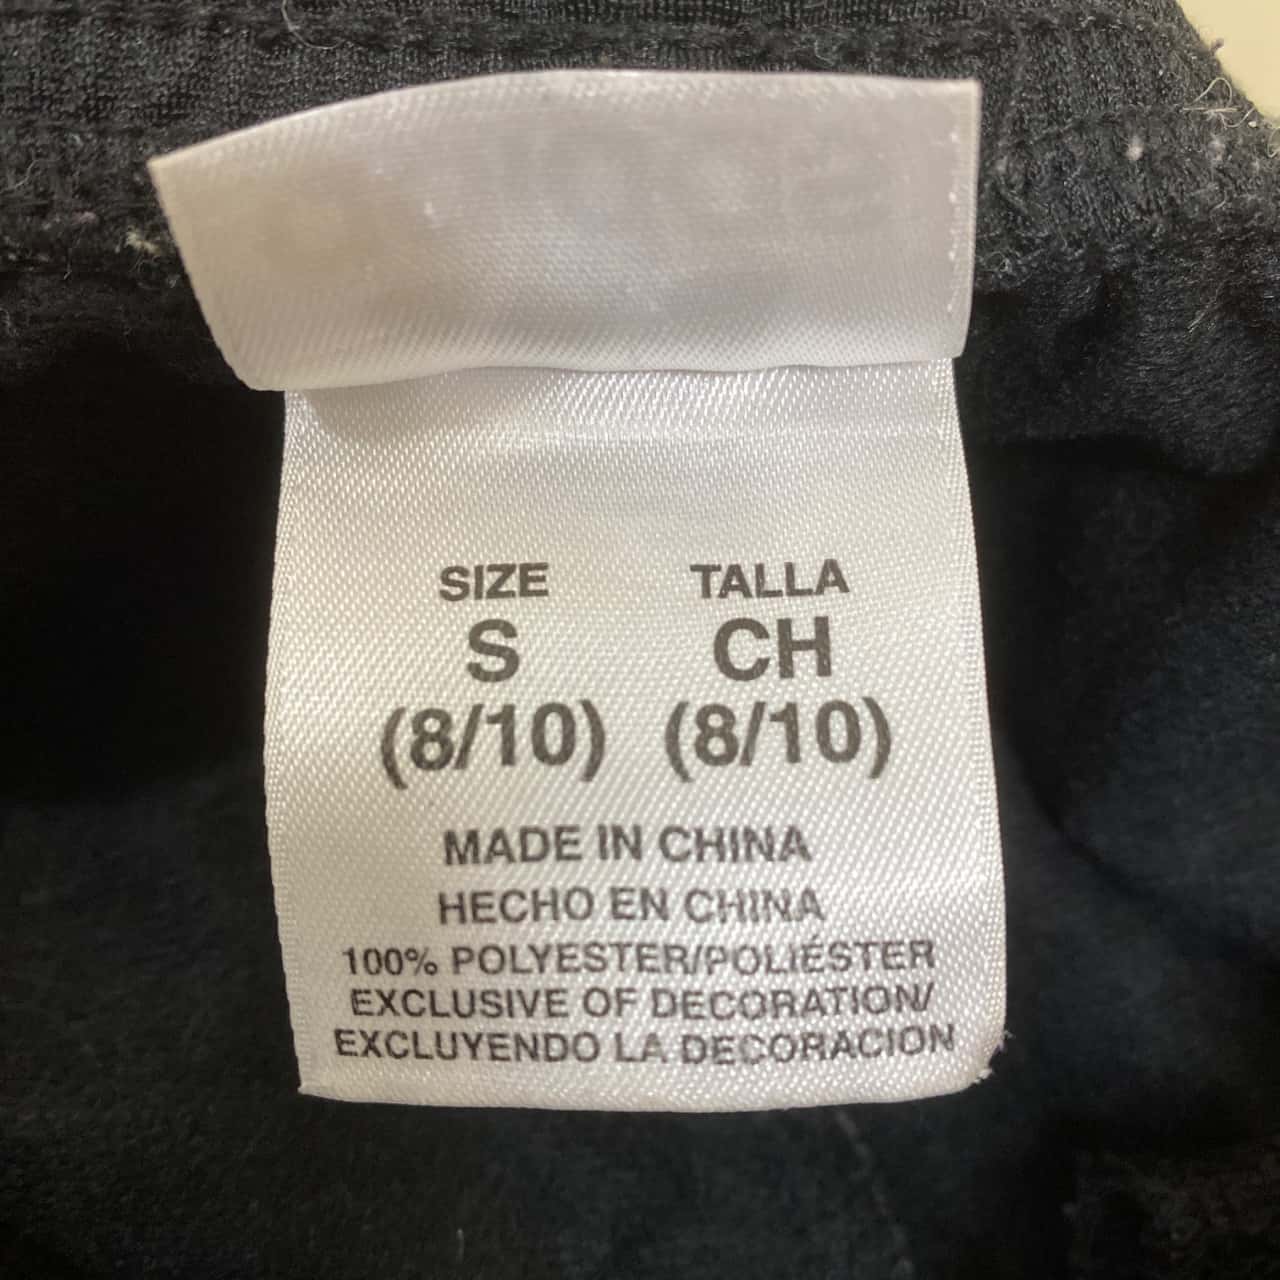 SIZE TALLA
S CH
(8/10) (8/10)
MADE IN CHINA
HECHO EN CHINA
100% POLYESTER/POLIÉSTER
EXCLUSIVE OF DECORATION/
EXCLUYENDO LA DECORACION